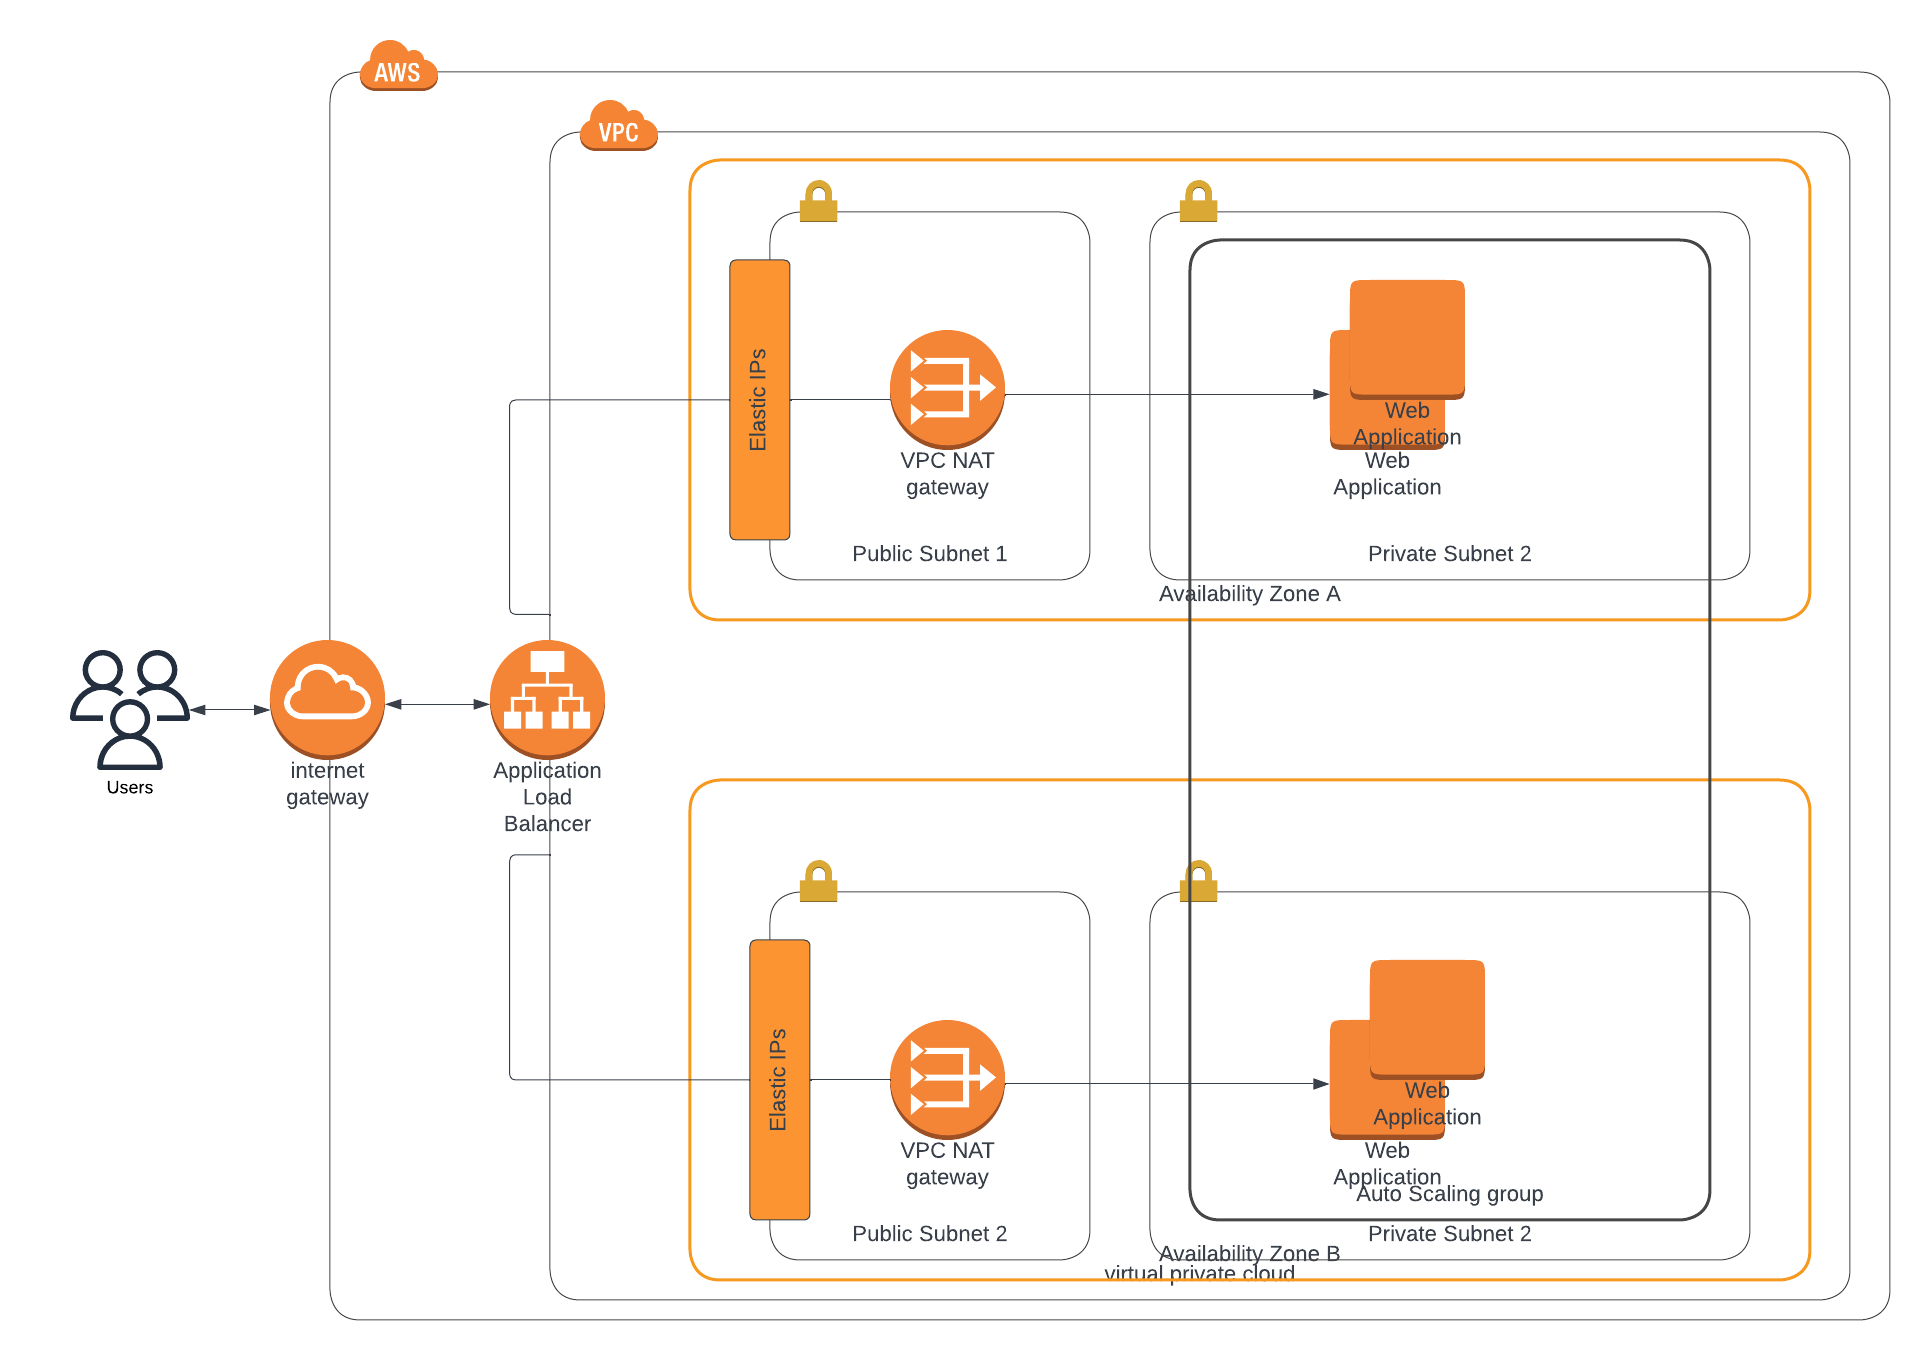 AWS
VPC
Elastic IPs
VPC NAT
gateway
Web
Application
Web
Application
Public Subnet 1
Private Subnet 2
Availability Zone A
Users
internet
gateway
Application
Load
Balancer
Elastic IPs
VPC NAT
gateway
Web
Application
Web
Application
Auto Scaling group
Public Subnet 2
Private Subnet 2
Availability Zone B
virtual private cloud